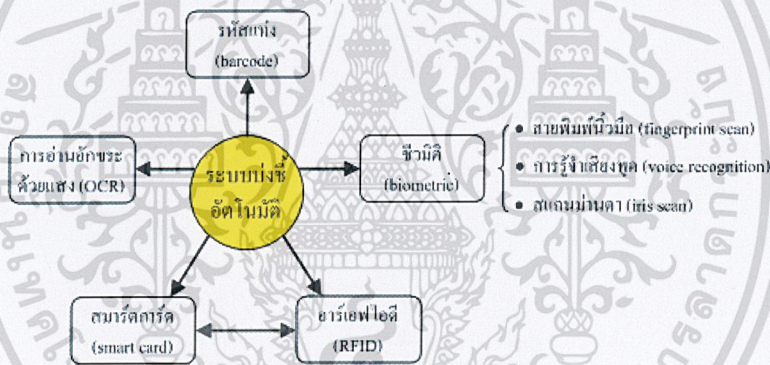 รหัสแท่ง
(barcode)
การอ่านอักขระ
ด้วยแสง (OCR)
ระบบบ่งชี้
อัตโนมัติ
ชีวมิติ
(biometric)
• ลายพิมพ์นิ้วมือ (fingerprint scan)
• การรู้จำเสียงพูด (voice recognition)
• สแกนม่านตา (iris scan)
สมาร์ตการ์ด
(smart card)
อาร์เอฟไอดี
(RFID)